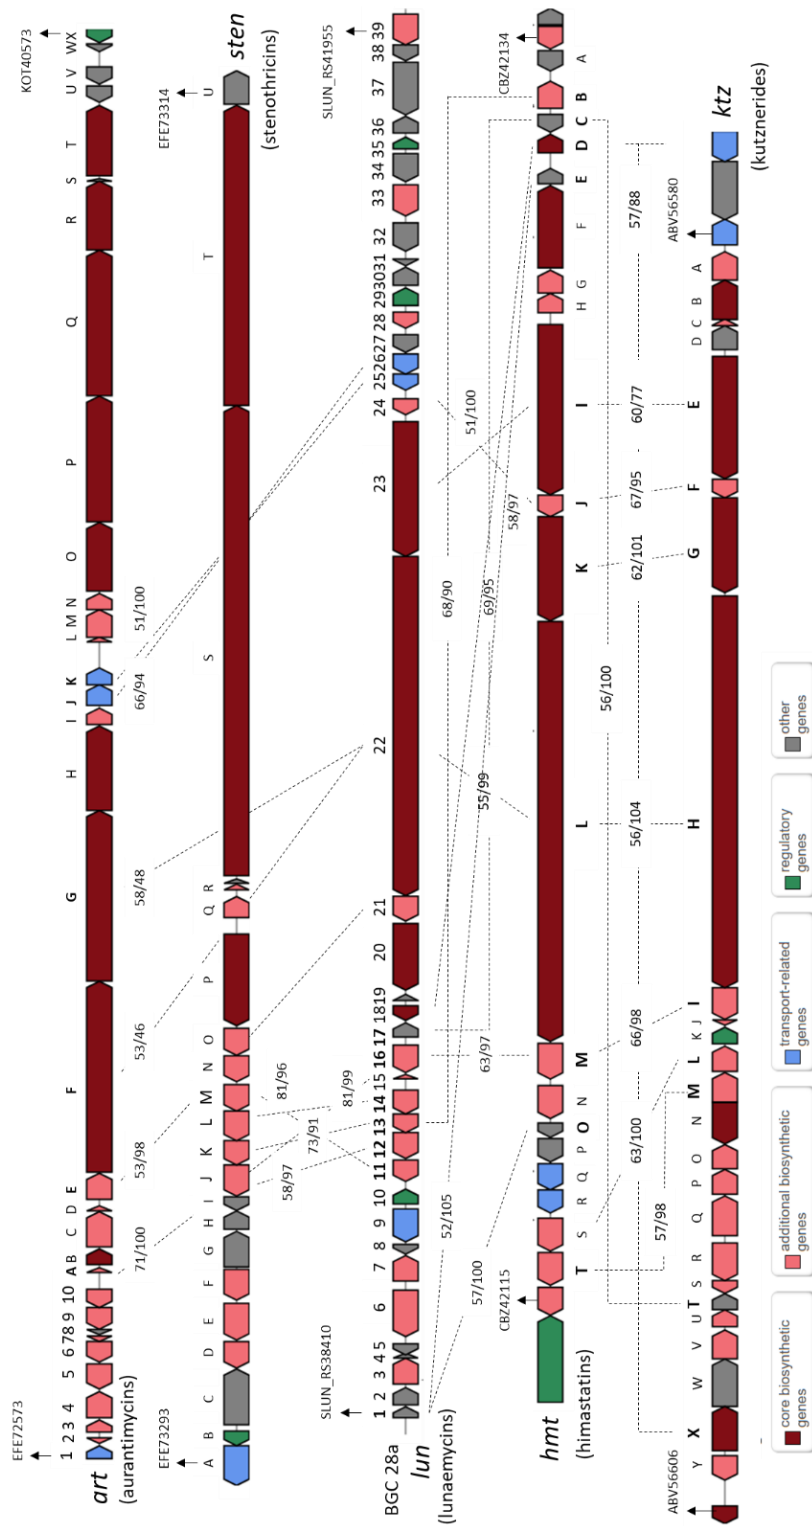 EFE72573 KOT40573
1 2 3 4 5 6 7 8 9 10 A B C D E F G H I J K L M N O P Q R S T U V W X
art
(aurantimycins)
71/100 53/98 53/46 58/48 66/94 51/100
EFE73293 EFE73314
A B C D E F G H I J K L M N O P Q R S T U
sten
(stenothricins)
58/97 73/91 81/96 81/99
SLUN_RS38410 SLUN_RS41955
BGC 28a
1 2 3 4 5 6 7 8 9 10 11 12 13 14 15 16 17 18 19 20 21 22 23 24 25 26 27 28 29 30 31 32 33 34 35 36 37 38 39
lun
(lunaemycins)
57/100 52/105 63/97 55/99 69/95 68/90 58/97 51/100
CBZ42115 CBZ42134
hmt
(himastatins)
T S R Q P O N M L K J I H G F E D C B A
57/98 63/100 66/98 56/104 56/100 62/101 67/95 60/77 57/88
ABV56606 ABV56580
Y X W V U T S R Q P O N M L K J I H G F E D C B A
ktz
(kutznerides)
core biosynthetic
genes
additional biosynthetic
genes
transport-related
genes
regulatory
genes
other
genes